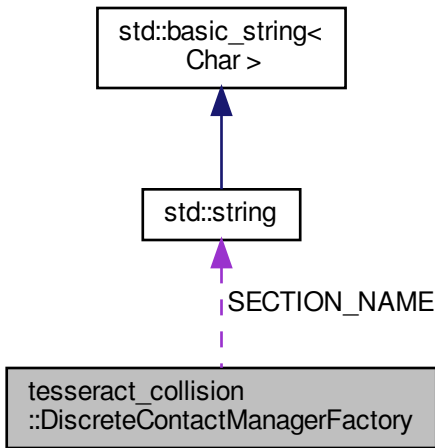 std::basic_string<
Char >
std::string
SECTION_NAME
tesseract_collision
::DiscreteContactManagerFactory